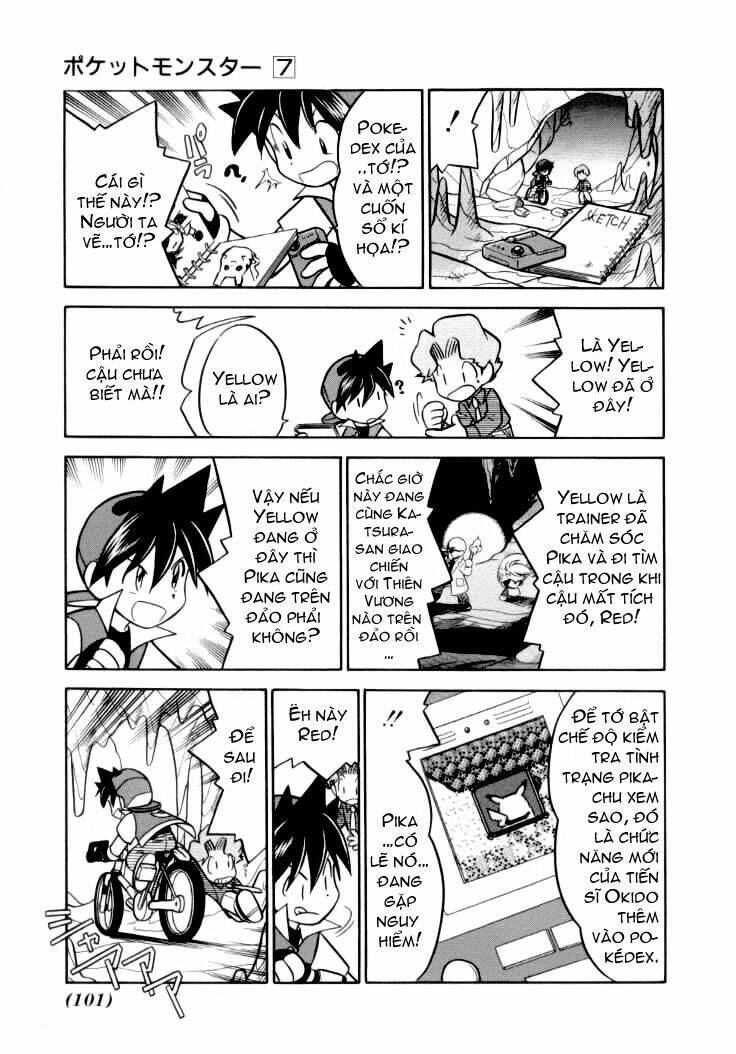 ポケットモンスター 7
!
SKETCH
POKE-
DEX CỦA
..TỚ!?
VÀ MỘT
CUỐN
SỔ KÍ
HỌA!?
パラ
?
CÁI GÌ
THẾ NÀY!?
NGƯỜI TA
VẼ...TỚ!?
LÀ YEL-
LOW! YEL-
LOW ĐÃ Ở
ĐÂY!
?
YELLOW
LÀ AI?
PHẢI RỒI!
CẬU CHƯA
BIẾT MÀ!!
YELLOW LÀ
TRAINER ĐÃ
CHĂM SÓC
PIKA VÀ ĐI TÌM
CẬU TRONG KHI
CẬU MẤT TÍCH
ĐÓ, RED!
CHẮC GIỜ
NÀY ĐANG
CÙNG KA-
TSURA-
SAN GIAO
CHIẾN
VỚI THIÊN
VƯƠNG
NÀO TRÊN
ĐẢO RỒI
...
VẬY NẾU
YELLOW
ĐANG Ở
ĐÂY THÌ
PIKA CŨNG
ĐANG TRÊN
ĐẢO PHẢI
KHÔNG?
ĐỂ TỚ BẬT
CHẾ ĐỘ KIỂM
TRA TÌNH
TRẠNG PIKA-
CHU XEM
SAO, ĐÓ
LÀ CHỨC
NĂNG MỚI
CỦA TIẾN
SĨ OKIDO
THÊM
VÀO PO-
KÉDEX.
!!
PIKA
...CÓ
LẼ NÓ...
ĐANG
GẶP
NGUY
HIỂM!
ÊH NÀY
RED!
ĐỂ
SAU
ĐI!
シャアアア
(101)